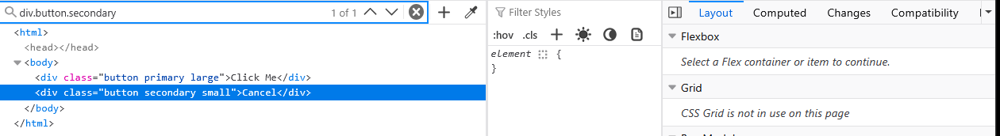 div.button.secondary 1 of 1
<html>
<head></head>
<body>
<div class="button primary large">Click Me</div>
<div class="button secondary small">Cancel</div>
</body>
</html>
Filter Styles
:hov .cls
element {
}
Layout Computed Changes Compatibility
Flexbox
Select a Flex container or item to continue.
Grid
CSS Grid is not in use on this page